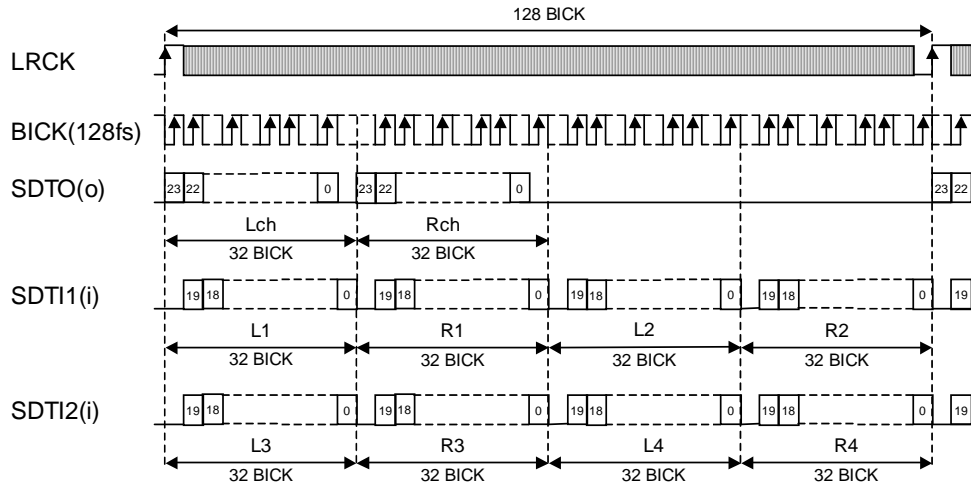 128 BICK
LRCK
BICK(128fs)
SDTO(o) 23 22 0 23 22 0 23 22
Lch Rch
32 BICK 32 BICK
SDTI1(i) 19 18 0 19 18 0 19 18 0 19 18 0 19
L1 R1 L2 R2
32 BICK 32 BICK 32 BICK 32 BICK
SDTI2(i) 19 18 0 19 18 0 19 18 0 19 18 0 19
L3 R3 L4 R4
32 BICK 32 BICK 32 BICK 32 BICK